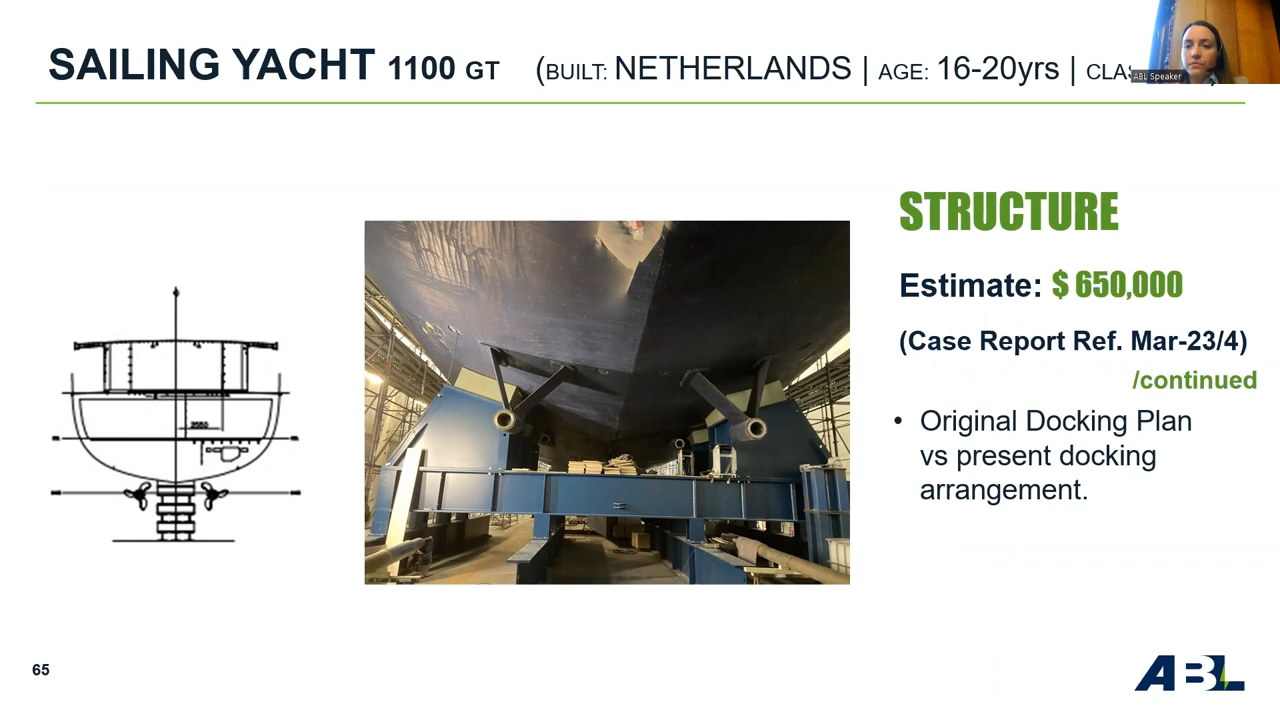 SAILING YACHT 1100 GT (BUILT: NETHERLANDS | AGE: 16-20yrs |
ABL Speaker
STRUCTURE
Estimate: $ 650,000
(Case Report Ref. Mar-23/4)
/continued
• Original Docking Plan
vs present docking
arrangement.
65
ABL